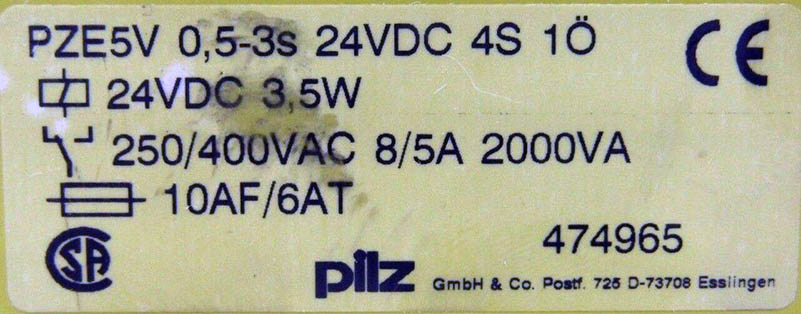 PZE5V 0,5-3s 24VDC 4S 1Ö
CE
24VDC 3,5W
250/400VAC 8/5A 2000VA
10AF/6AT
474965
SA
pilz GmbH & Co. Postf. 725 D-73708 Esslingen